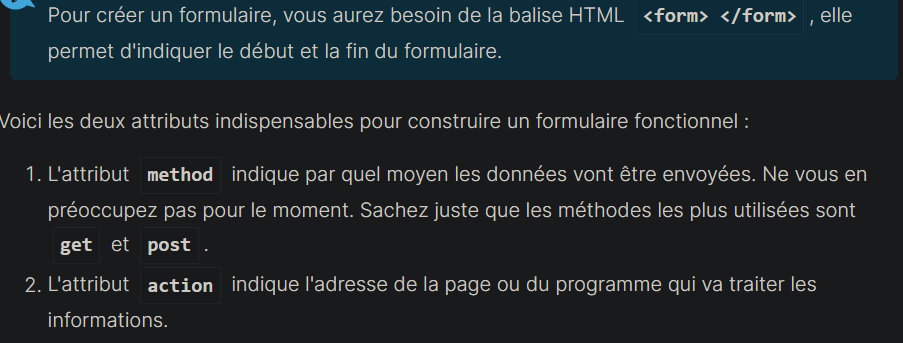 Pour créer un formulaire, vous aurez besoin de la balise HTML <form> </form> , elle
permet d'indiquer le début et la fin du formulaire.
Voici les deux attributs indispensables pour construire un formulaire fonctionnel :
1. L'attribut method indique par quel moyen les données vont être envoyées. Ne vous en
préoccupez pas pour le moment. Sachez juste que les méthodes les plus utilisées sont
get et post .
2. L'attribut action indique l'adresse de la page ou du programme qui va traiter les
informations.